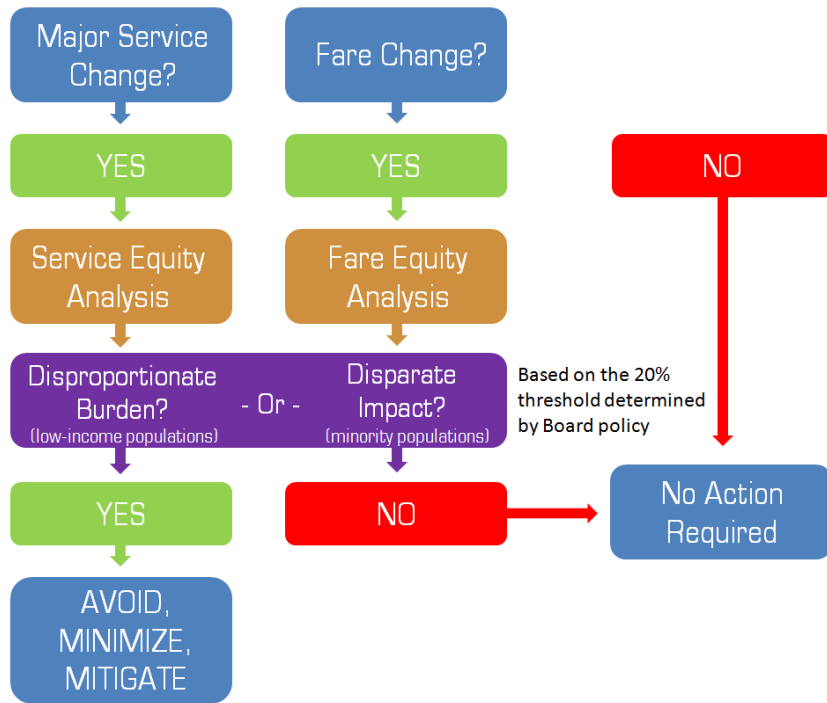 Major Service
Change?
Fare Change?
YES
YES
NO
Service Equity
Analysis
Fare Equity
Analysis
Disproportionate
Burden?
(low-income populations)
- Or -
Disparate
Impact?
(minority populations)
Based on the 20%
threshold determined
by Board policy
YES
NO
No Action
Required
AVOID,
MINIMIZE,
MITIGATE